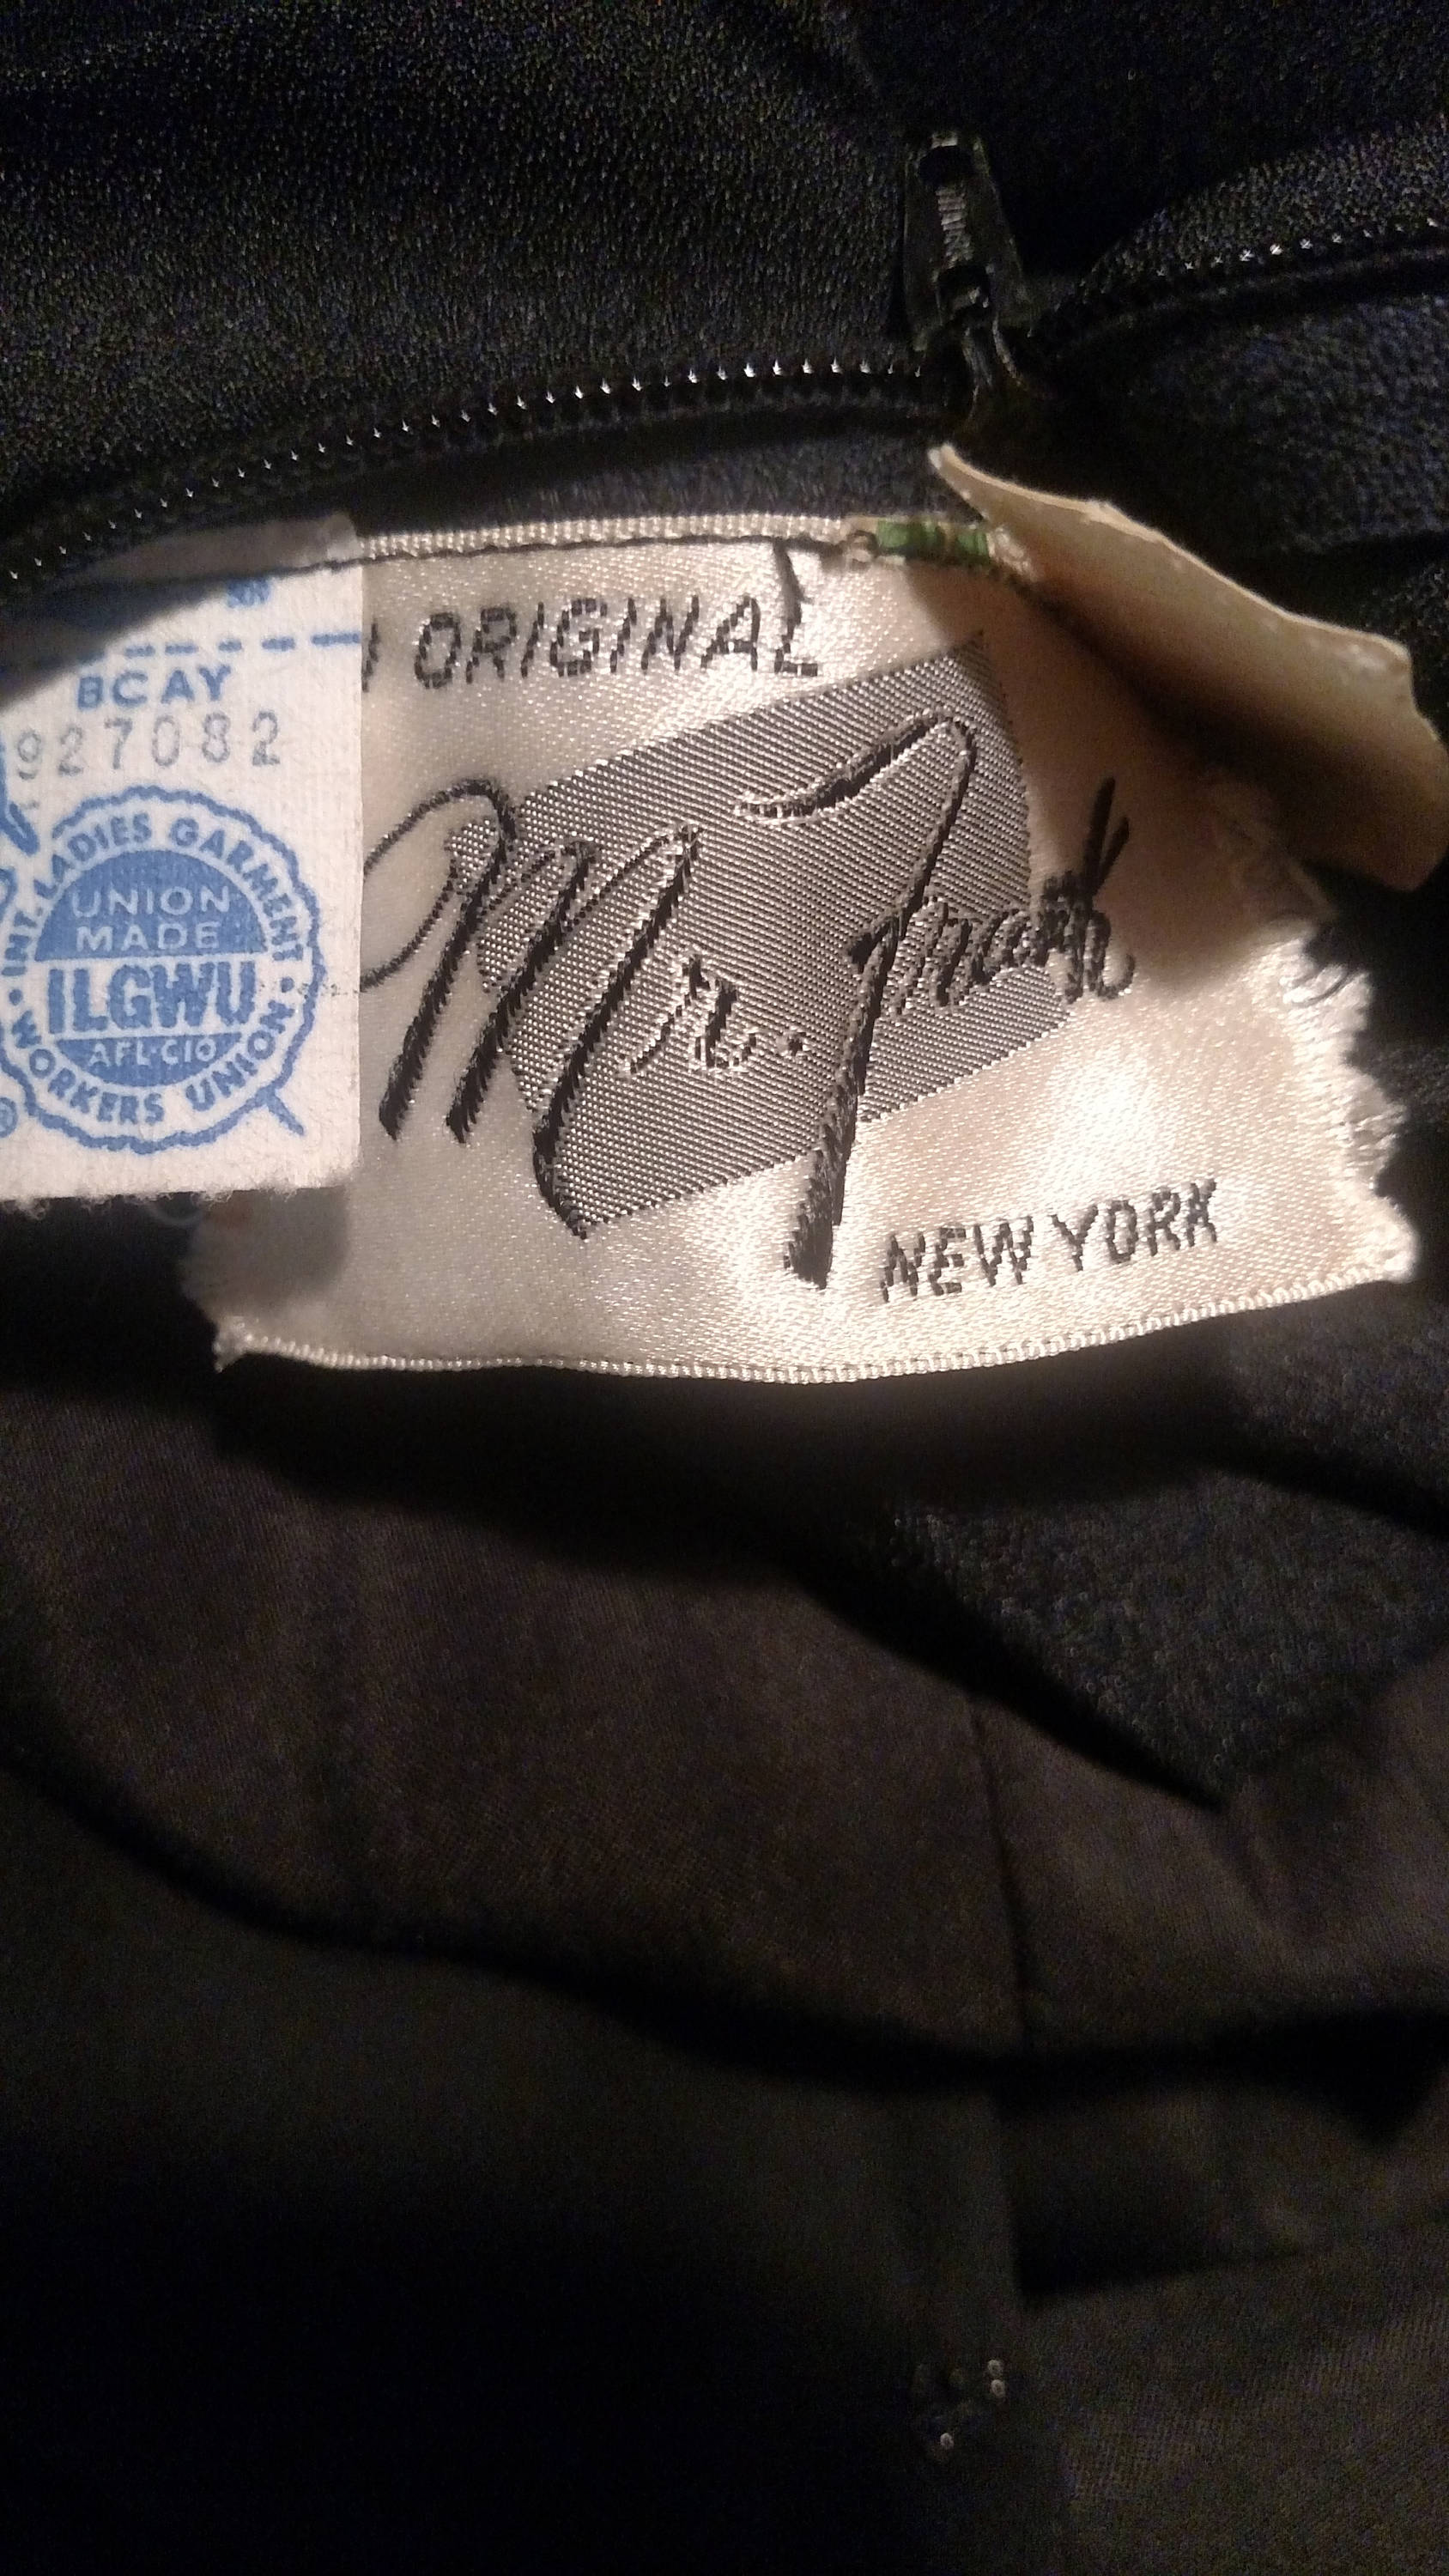 BCAY
927082
INT. LADIES GARMENT
UNION
MADE
ILGWU
AFL-CIO
WORKERS UNION
®
ORIGINAL
Mr. Frank
NEW YORK